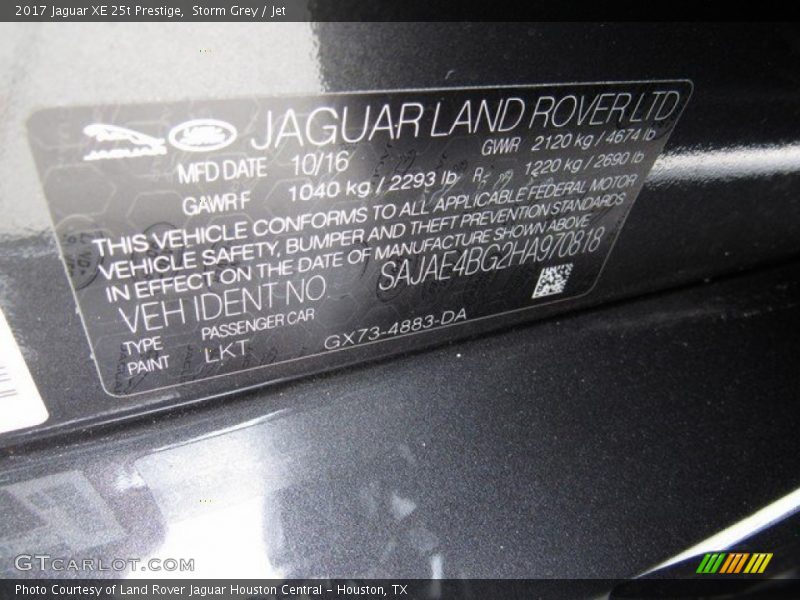 2017 Jaguar XE 25t Prestige,  Storm Grey / Jet
JAGUAR LAND ROVER LTD
MFD DATE 10/16 GWR 2120 kg / 4674 lb
GAWR F 1040 kg / 2293 lb R 1220 kg / 2690 lb
THIS VEHICLE CONFORMS TO ALL APPLICABLE FEDERAL MOTOR
VEHICLE SAFETY, BUMPER AND THEFT PREVENTION STANDARDS
IN EFFECT ON THE DATE OF MANUFACTURE SHOWN ABOVE
VEH IDENT NO SAJAE4BG2HA970818
TYPE PASSENGER CAR
PAINT LKT GX73-4883-DA
GTCARLOT.COM
Photo Courtesy of Land Rover Jaguar Houston Central – Houston, TX